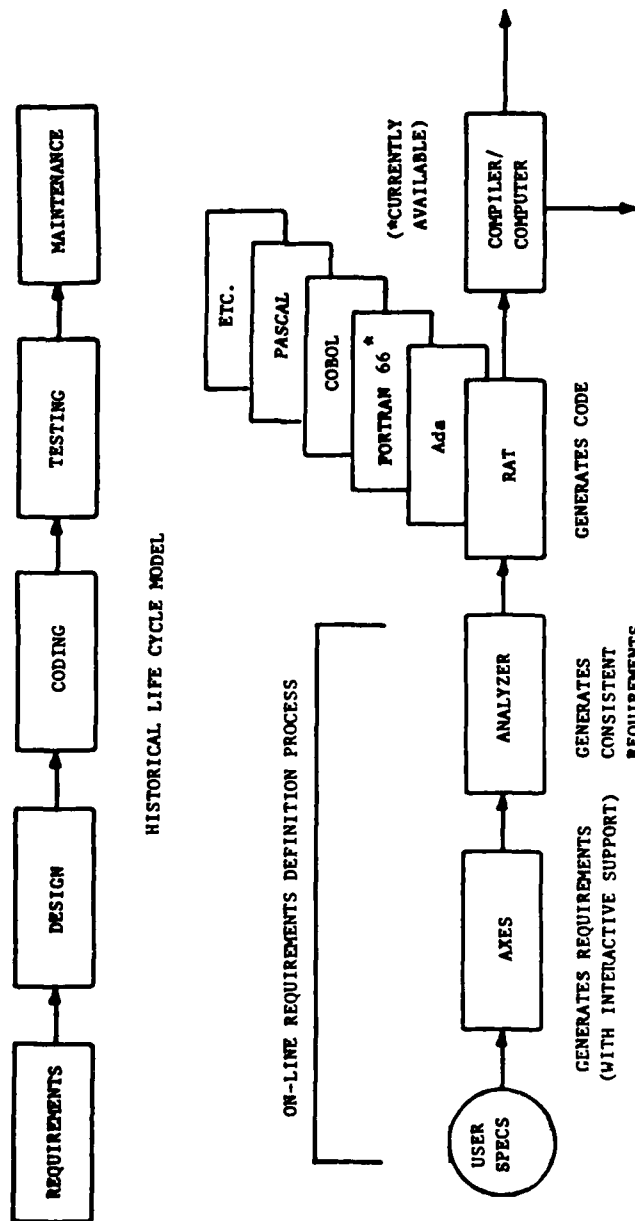 REQUIREMENTS
DESIGN
CODING
TESTING
MAINTENANCE
HISTORICAL LIFE CYCLE MODEL
ON-LINE REQUIREMENTS DEFINITION PROCESS
USER
SPECS
AXES
ANALYZER
RAT
Ada
FORTRAN 66 *
COBOL
PASCAL
ETC.
(*CURRENTLY
AVAILABLE)
COMPILER/
COMPUTER
GENERATES REQUIREMENTS
(WITH INTERACTIVE SUPPORT)
GENERATES
CONSISTENT
REQUIREMENTS
GENERATES CODE